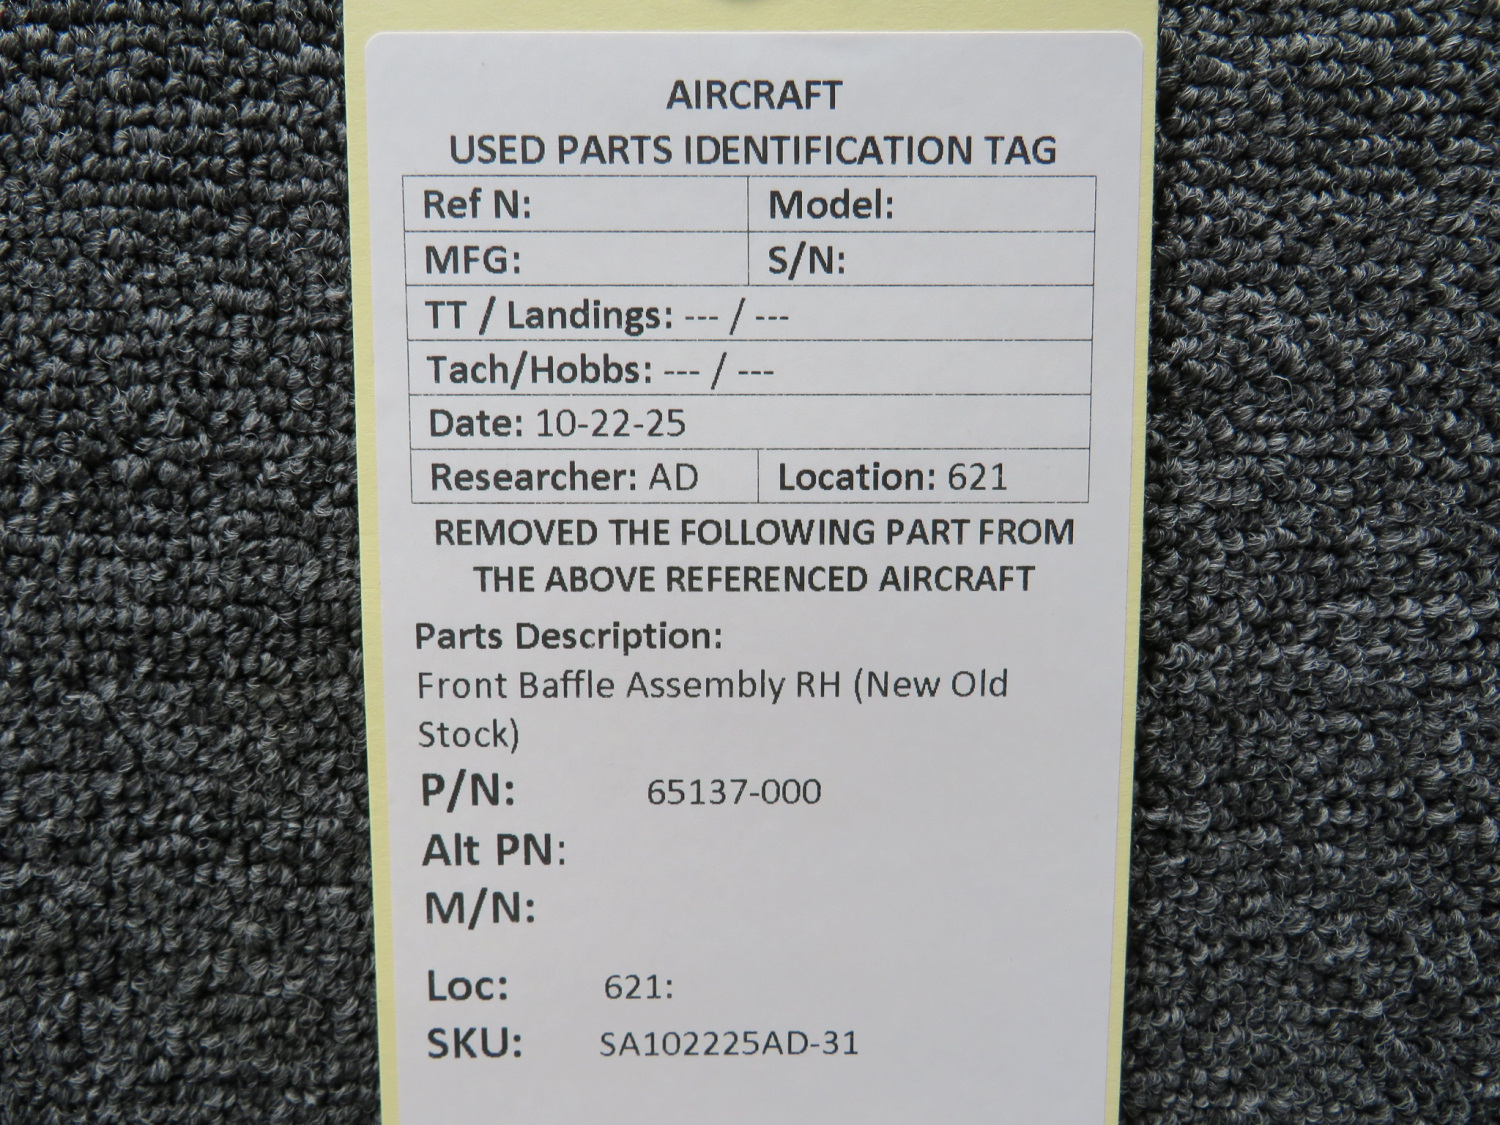 AIRCRAFT
USED PARTS IDENTIFICATION TAG
Ref N: Model:
MFG: S/N:
TT / Landings: --- / ---
Tach/Hobbs: --- / ---
Date: 10-22-25
Researcher: AD Location: 621
REMOVED THE FOLLOWING PART FROM
THE ABOVE REFERENCED AIRCRAFT
Parts Description:
Front Baffle Assembly RH (New Old
Stock)
P/N: 65137-000
Alt PN:
M/N:
Loc: 621:
SKU: SA102225AD-31